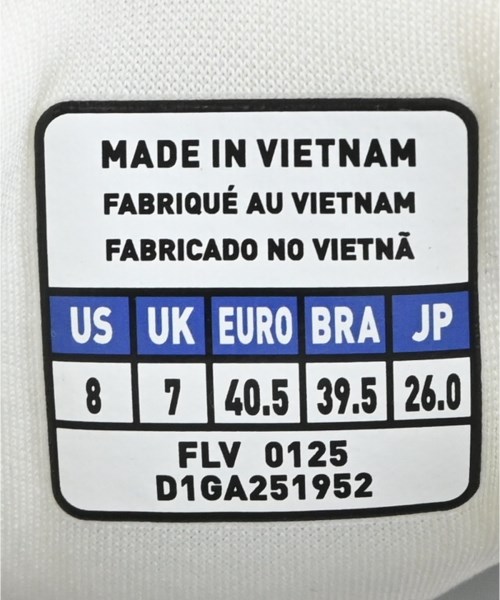 MADE IN VIETNAM
FABRIQUÉ AU VIETNAM
FABRICADO NO VIETNÃ
US UK EURO BRA JP
8 7 40.5 39.5 26.0
FLV 0125
D1GA251952